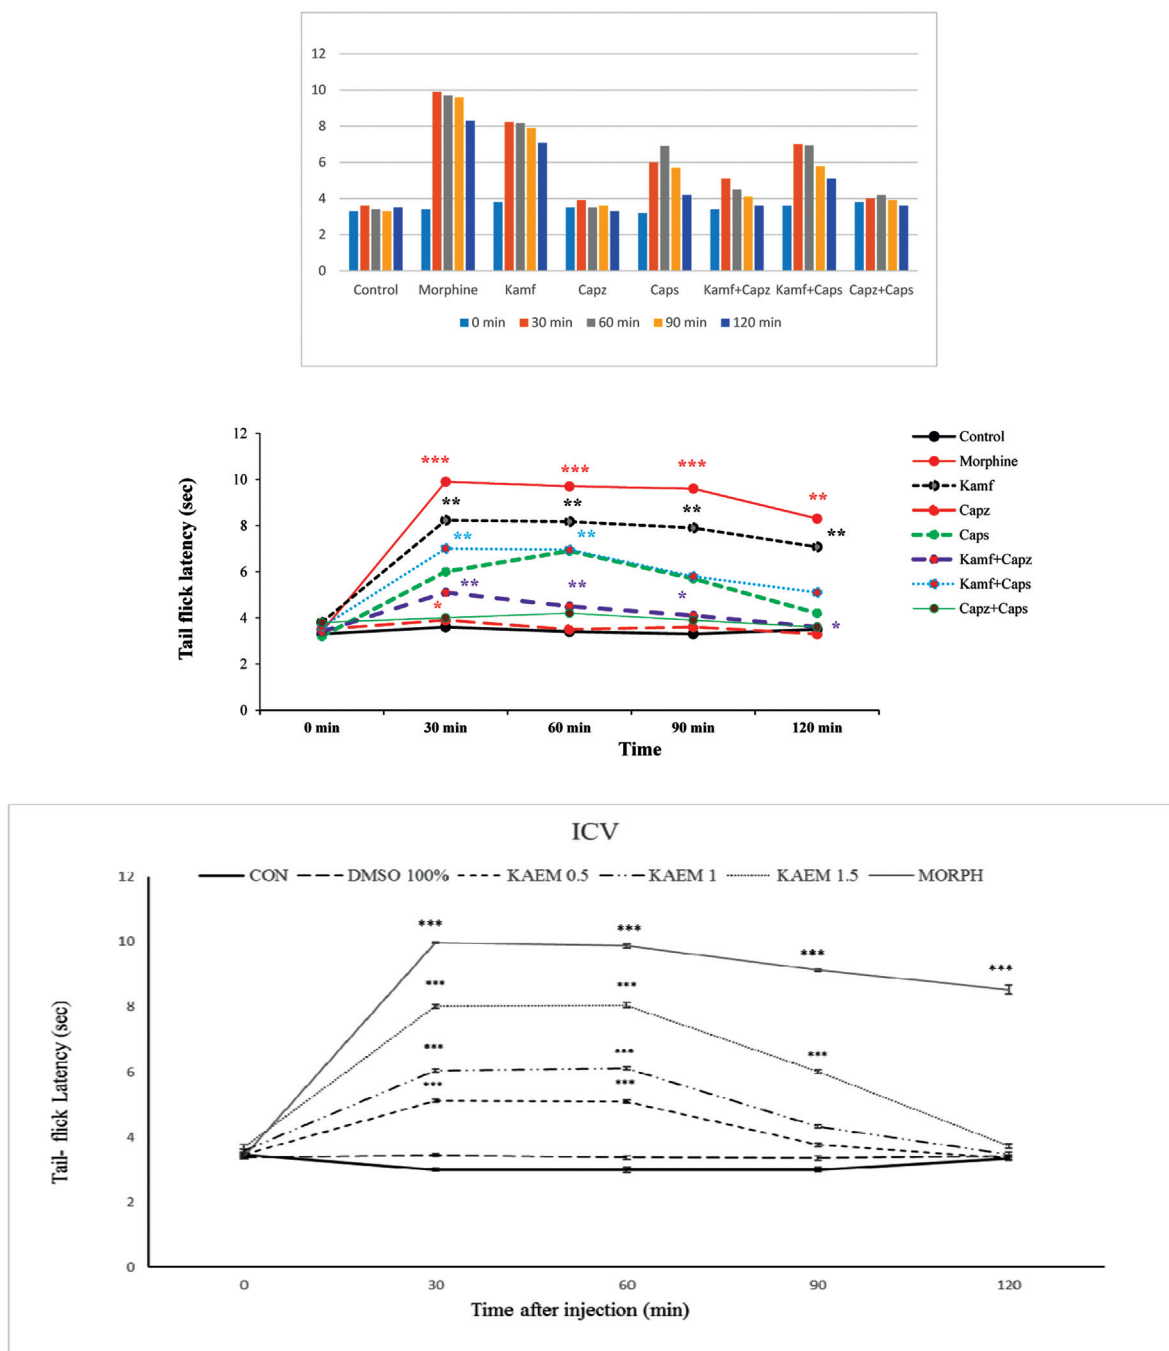 12
10
8
6
4
2
0
Control Morphine Kamf Capz Caps Kamf+Capz Kamf+Caps Capz+Caps
0 min 30 min 60 min 90 min 120 min
Tail flick latency (sec)
12
10
8
6
4
2
0
*** *** *** **
** ** ** **
** **
** ** * *
*
0 min 30 min 60 min 90 min 120 min
Time
Control
Morphine
Kamf
Capz
Caps
Kamf+Capz
Kamf+Caps
Capz+Caps
ICV
CON DMSO 100% KAEM 0.5 KAEM 1 KAEM 1.5 MORPH
Tail- flick Latency (sec)
12
10
8
6
4
2
0
*** *** *** ***
*** *** ***
*** ***
*** ***
0 30 60 90 120
Time after injection (min)